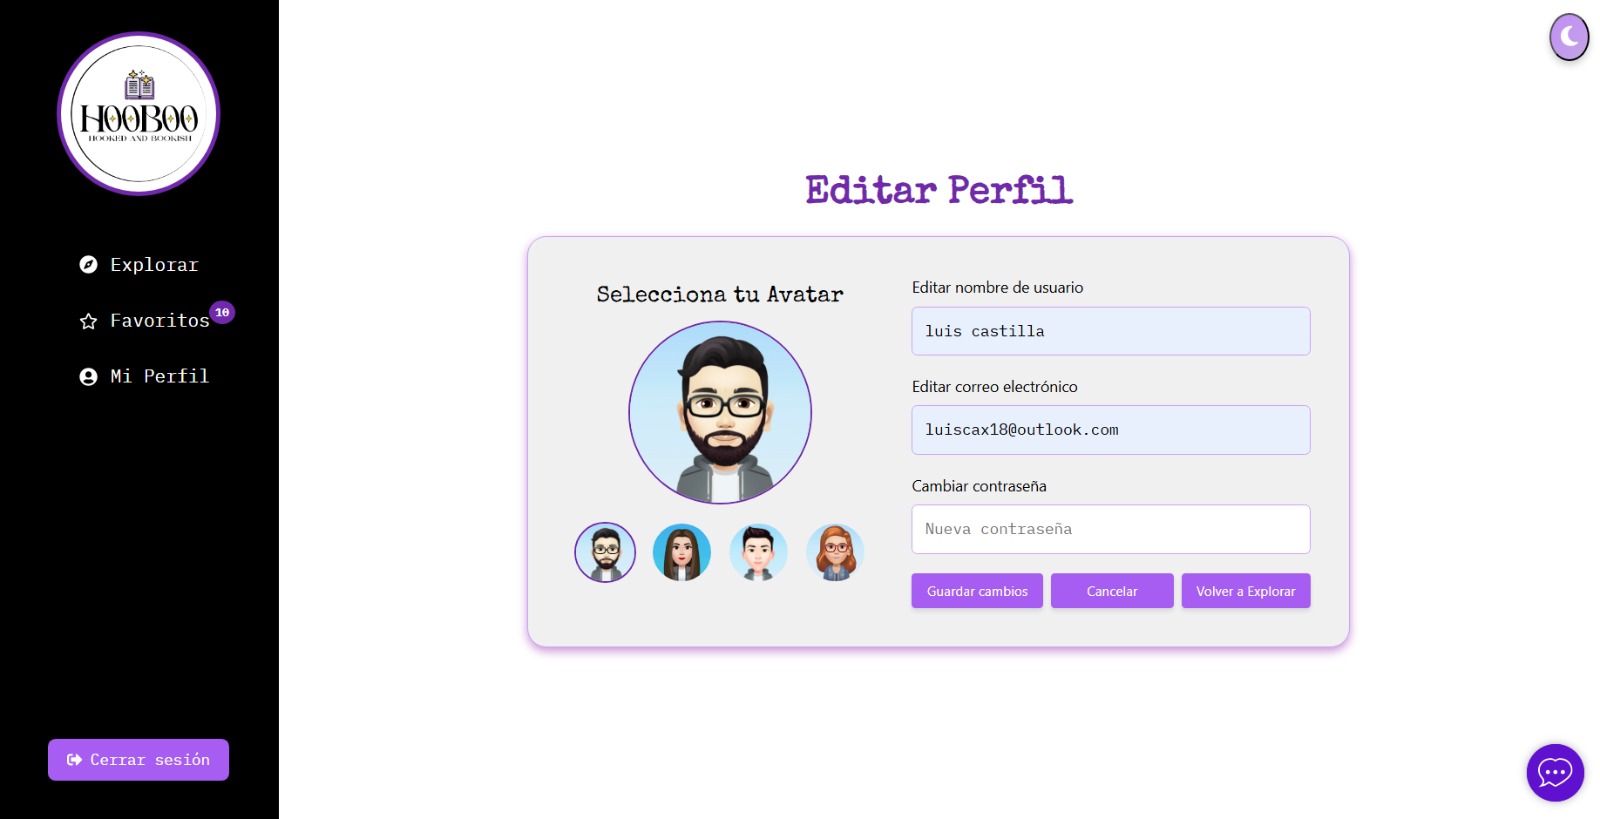 HOOBOO
HOOKED AND BOOKISH
Explorar
Favoritos 10
Mi Perfil
Cerrar sesión
Editar Perfil
Selecciona tu Avatar
Editar nombre de usuario
luis castilla
Editar correo electrónico
luiscax18@outlook.com
Cambiar contraseña
Nueva contraseña
Guardar cambios
Cancelar
Volver a Explorar